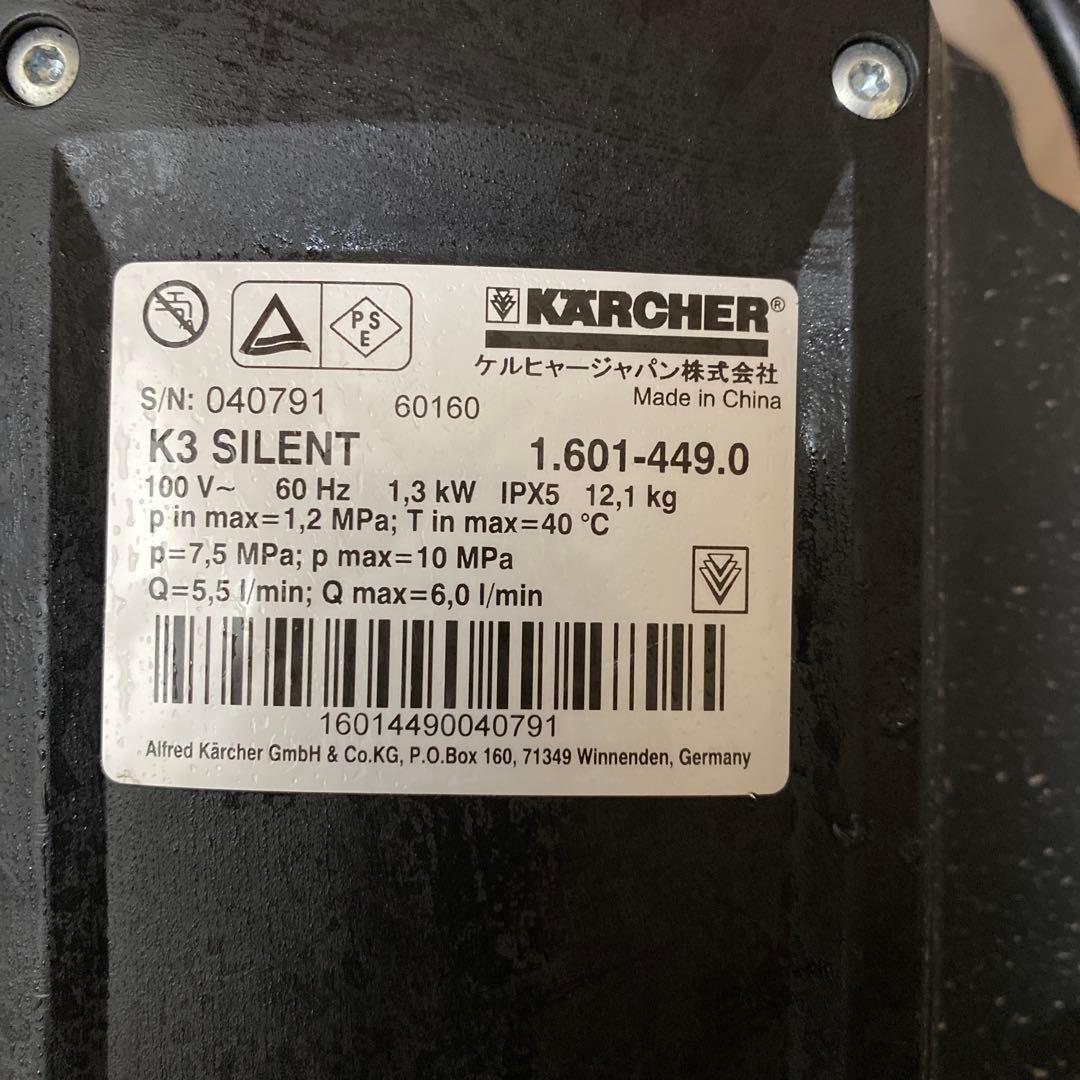 PSE
KÄRCHER®
ケルヒャージャパン株式会社
Made in China
S/N: 040791 60160
K3 SILENT 1.601-449.0
100 V~ 60 Hz 1,3 kW IPX5 12,1 kg
p in max=1,2 MPa; T in max=40 °C
p=7,5 MPa; p max=10 MPa
Q=5,5 l/min; Q max=6,0 l/min
16014490040791
Alfred Kärcher GmbH & Co.KG, P.O.Box 160, 71349 Winnenden, Germany